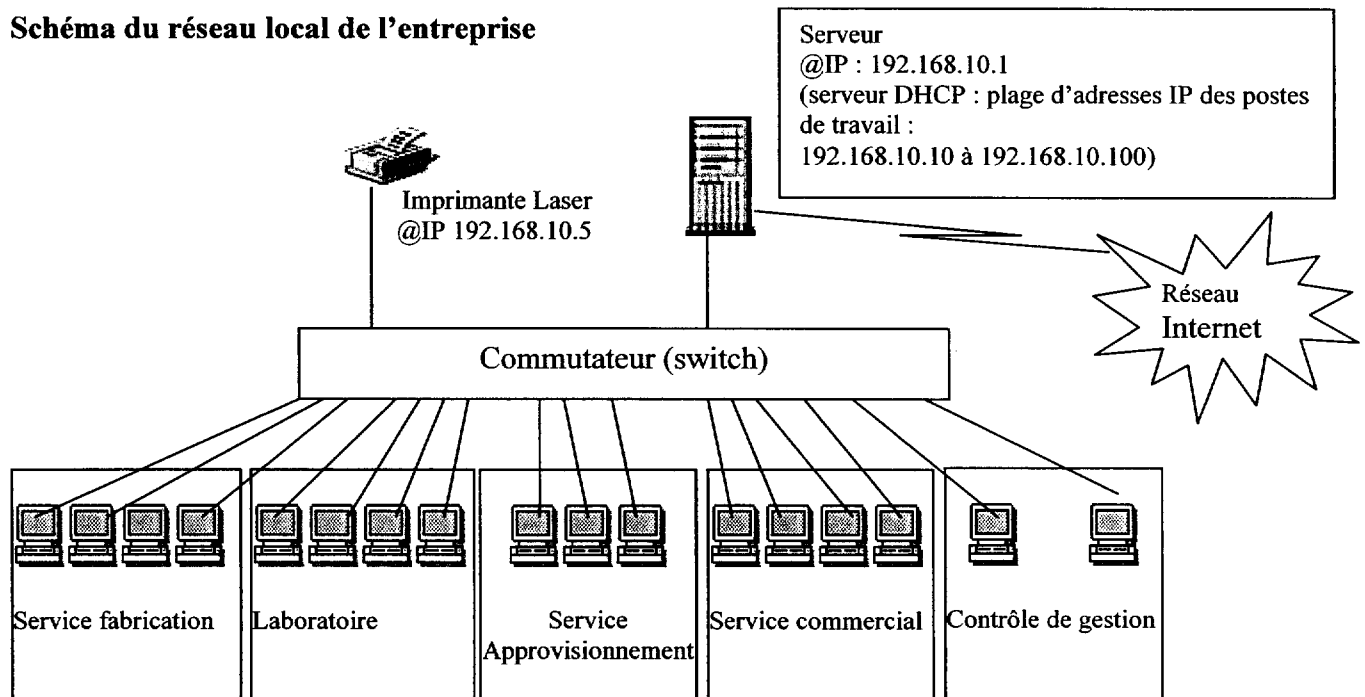 Schéma du réseau local de l'entreprise
Serveur
@IP : 192.168.10.1
(serveur DHCP : plage d'adresses IP des postes
de travail :
192.168.10.10 à 192.168.10.100)
Imprimante Laser
@IP 192.168.10.5
Réseau
Internet
Commutateur (switch)
Service fabrication
Laboratoire
Service
Approvisionnement
Service commercial
Contrôle de gestion